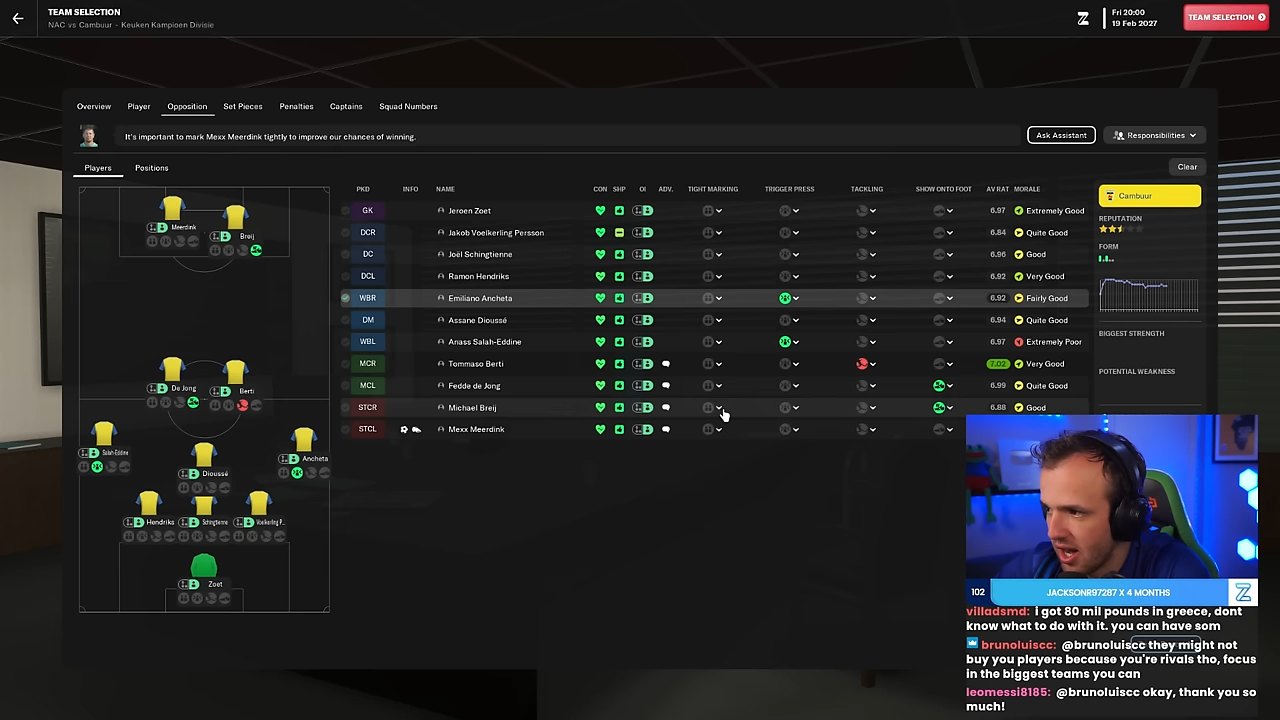 TEAM SELECTION
NAC vs Cambuur - Keuken Kampioen Divisie
Fri 20:00
19 Feb 2027
TEAM SELECTION
Overview Player Opposition Set Pieces Penalties Captains Squad Numbers
It's important to mark Mexx Meerdink tightly to improve our chances of winning.
Ask Assistant
Responsibilities
Players Positions
Clear
PKD INFO NAME CON SHP OI ADV. TIGHT MARKING TRIGGER PRESS TACKLING SHOW ONTO FOOT AV RAT MORALE
GK Jeroen Zoet 6.97 Extremely Good
DCR Jakob Voelkerling Persson 6.84 Quite Good
DC Joël Schingtienne 6.96 Good
DCL Ramon Hendriks 6.92 Very Good
WBR Emiliano Ancheta 6.92 Fairly Good
DM Assane Dioussé 6.94 Quite Good
WBL Anass Salah-Eddine 6.97 Extremely Poor
MCR Tommaso Berti 7.02 Very Good
MCL Fedde de Jong 6.99 Quite Good
STCR Michael Breij 6.88 Good
STCL Mexx Meerdink
Meerdink
Breij
De Jong
Berti
Salah-Eddine
Ancheta
Dioussé
Hendriks
Schingtienne
Voelkerling P...
Zoet
Cambuur
REPUTATION
FORM
BIGGEST STRENGTH
POTENTIAL WEAKNESS
102 JACKSONR97287 X 4 MONTHS
villadsmd: i got 80 mil pounds in greece, dont
know what to do with it. you can have som
brunoluiscc: @brunoluiscc they might not
buy you players because you're rivals tho, focus
in the biggest teams you can
leomessi8185: @brunoluiscc okay, thank you so
much!